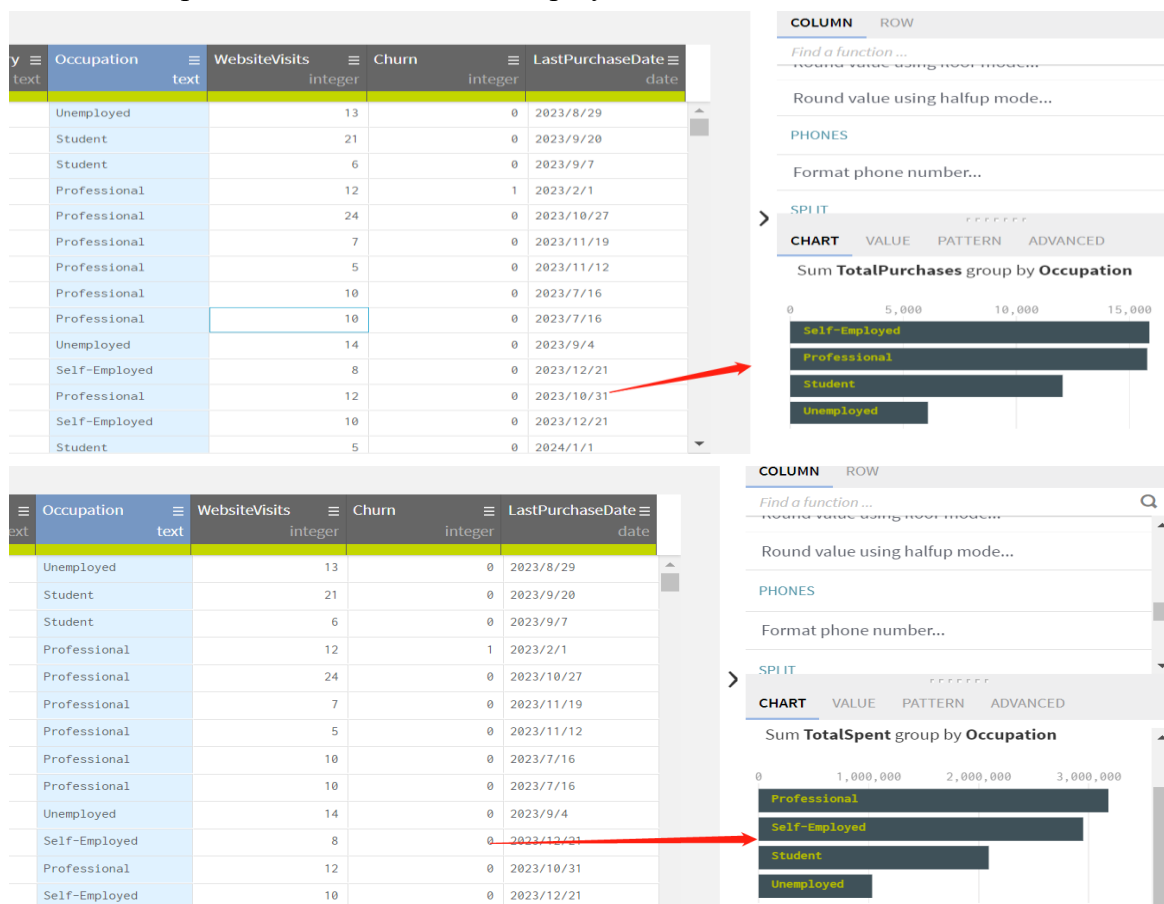 COLUMN ROW
Find a function ...
Round value using floor mode...
y Occupation WebsiteVisits Churn LastPurchaseDate
text text integer integer date
Round value using halfup mode...
Unemployed 13 0 2023/8/29
PHONES
Student 21 0 2023/9/20
Student 6 0 2023/9/7
Format phone number...
Professional 12 1 2023/2/1
SPLIT
Professional 24 0 2023/10/27
CHART VALUE PATTERN ADVANCED
Professional 7 0 2023/11/19
Professional 5 0 2023/11/12
Sum TotalPurchases group by Occupation
Professional 10 0 2023/7/16
0 5,000 10,000 15,000
Professional 10 0 2023/7/16
Self-Employed
Unemployed 14 0 2023/9/4
Professional
Self-Employed 8 0 2023/12/21
Student
Professional 12 0 2023/10/31
Unemployed
Self-Employed 10 0 2023/12/21
Student 5 0 2024/1/1
COLUMN ROW
Find a function ...
Round value using floor mode...
Occupation WebsiteVisits Churn LastPurchaseDate
ext text integer integer date
Round value using halfup mode...
Unemployed 13 0 2023/8/29
PHONES
Student 21 0 2023/9/20
Student 6 0 2023/9/7
Format phone number...
Professional 12 1 2023/2/1
SPLIT
Professional 24 0 2023/10/27
Professional 7 0 2023/11/19
CHART VALUE PATTERN ADVANCED
Professional 5 0 2023/11/12
Sum TotalSpent group by Occupation
Professional 10 0 2023/7/16
0 1,000,000 2,000,000 3,000,000
Professional 10 0 2023/7/16
Professional
Unemployed 14 0 2023/9/4
Self-Employed
Self-Employed 8 0 2023/12/21
Student
Professional 12 0 2023/10/31
Unemployed
Self-Employed 10 0 2023/12/21